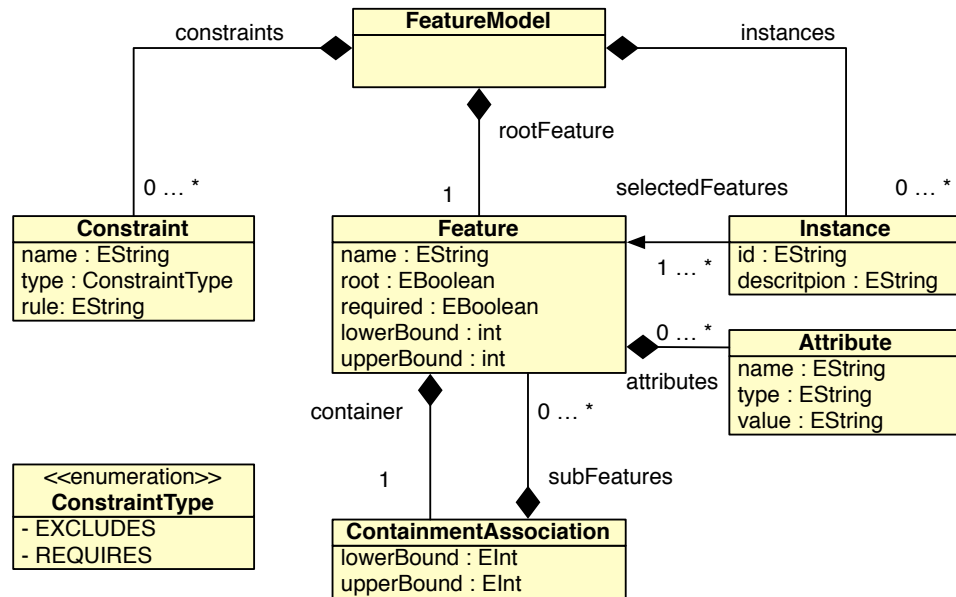 FeatureModel
constraints
instances
rootFeature
0 ... *
1
selectedFeatures
0 ... *
Constraint
name : EString
type : ConstraintType
rule: EString
Feature
name : EString
root : EBoolean
required : EBoolean
lowerBound : int
upperBound : int
Instance
id : EString
descritpion : EString
1 ... *
0 ... *
attributes
Attribute
name : EString
type : EString
value : EString
container
0 ... *
1
subFeatures
<<enumeration>>
ConstraintType
- EXCLUDES
- REQUIRES
ContainmentAssociation
lowerBound : EInt
upperBound : EInt